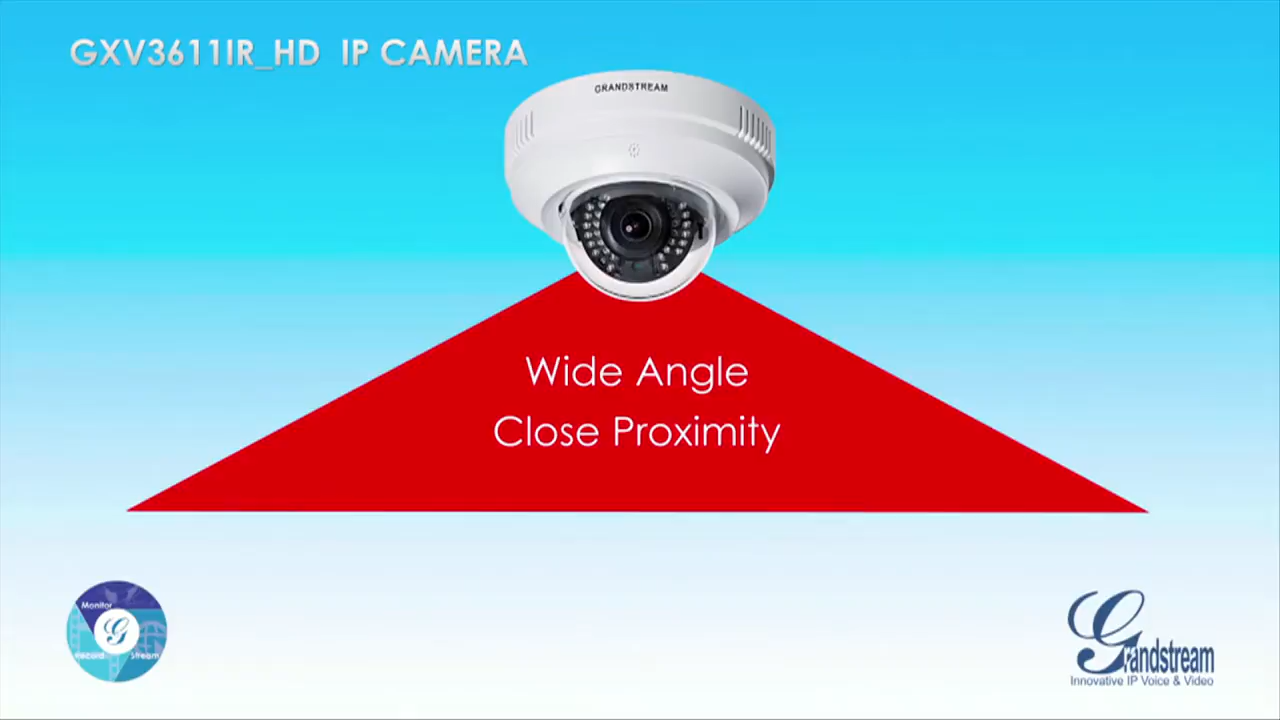 GXV3611IR_HD IP CAMERA
GRANDSTREAM
Wide Angle
Close Proximity
Monitor
G
Record Stream
Grandstream
Innovative IP Voice & Video